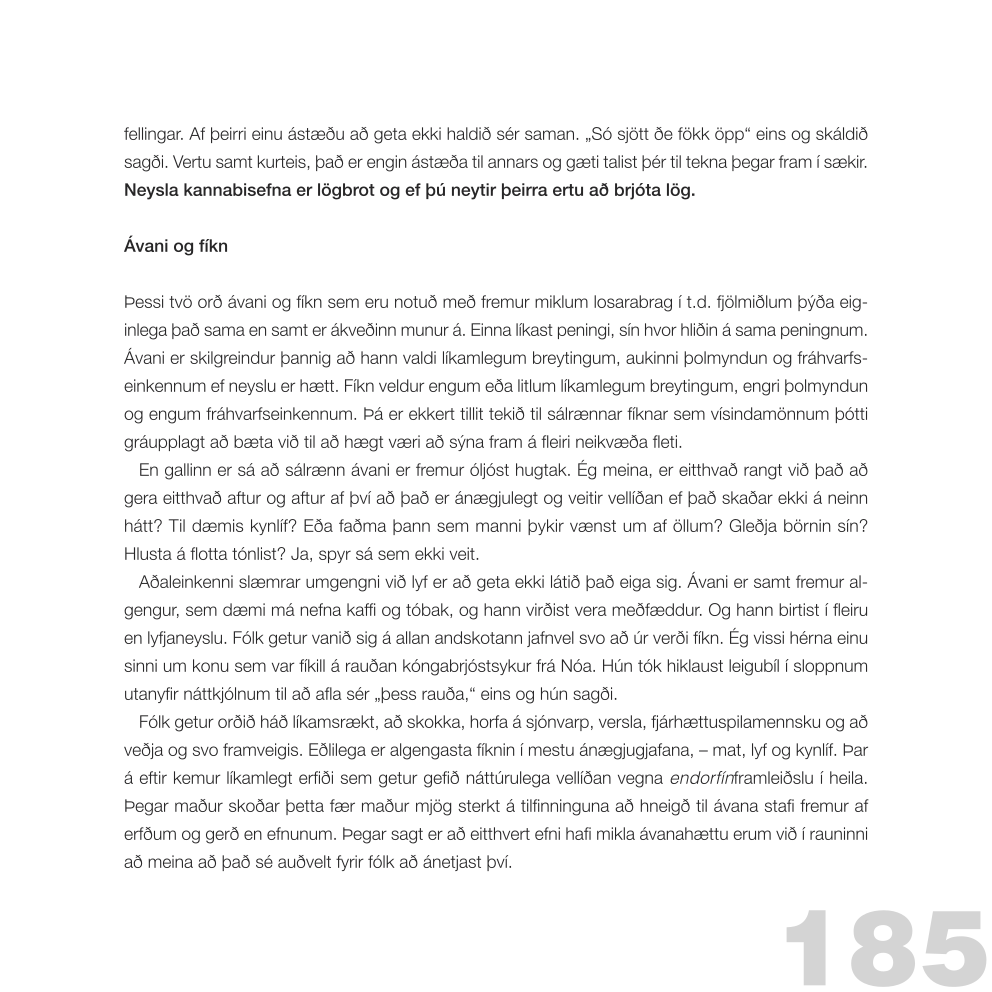 fellingar. Af þeirri einu ástæðu að geta ekki haldið sér saman. „Só sjött ðe fökk öpp“ eins og skáldið
sagði. Vertu samt kurteis, það er engin ástæða til annars og gæti talist þér til tekna þegar fram í sækir.
Neysla kannabisefna er lögbrot og ef þú neytir þeirra ertu að brjóta lög.
Ávani og fíkn
Þessi tvö orð ávani og fíkn sem eru notuð með fremur miklum losarabrag í t.d. fjölmiðlum þýða eig-
inlega það sama en samt er ákveðinn munur á. Einna líkast peningi, sín hvor hliðin á sama peningnum.
Ávani er skilgreindur þannig að hann valdi líkamlegum breytingum, aukinni þolmyndun og fráhvarfs-
einkennum ef neyslu er hætt. Fíkn veldur engum eða litlum líkamlegum breytingum, engri þolmyndun
og engum fráhvarfseinkennum. Þá er ekkert tillit tekið til sálrænnar fíknar sem vísindamönnum þótti
gráupplagt að bæta við til að hægt væri að sýna fram á fleiri neikvæða fleti.
En gallinn er sá að sálrænn ávani er fremur óljóst hugtak. Ég meina, er eitthvað rangt við það að
gera eitthvað aftur og aftur af því að það er ánægjulegt og veitir vellíðan ef það skaðar ekki á neinn
hátt? Til dæmis kynlíf? Eða faðma þann sem manni þykir vænst um af öllum? Gleðja börnin sín?
Hlusta á flotta tónlist? Ja, spyr sá sem ekki veit.
Aðaleinkenni slæmrar umgengni við lyf er að geta ekki látið það eiga sig. Ávani er samt fremur al-
gengur, sem dæmi má nefna kaffi og tóbak, og hann virðist vera meðfæddur. Og hann birtist í fleiru
en lyfjaneyslu. Fólk getur vanið sig á allan andskotann jafnvel svo að úr verði fíkn. Ég vissi hérna einu
sinni um konu sem var fíkill á rauðan kóngabrjóstsykur frá Nóa. Hún tók hiklaust leigubíl í sloppnum
utanyfir náttkjólnum til að afla sér „þess rauða,“ eins og hún sagði.
Fólk getur orðið háð líkamsrækt, að skokka, horfa á sjónvarp, versla, fjárhættuspilamennsku og að
veðja og svo framveigis. Eðlilega er algengasta fíknin í mestu ánægjugjafana, – mat, lyf og kynlíf. Þar
á eftir kemur líkamlegt erfiði sem getur gefið náttúrulega vellíðan vegna endorfínframleiðslu í heila.
Þegar maður skoðar þetta fær maður mjög sterkt á tilfinninguna að hneigð til ávana stafi fremur af
erfðum og gerð en efnunum. Þegar sagt er að eitthvert efni hafi mikla ávanahættu erum við í rauninni
að meina að það sé auðvelt fyrir fólk að ánetjast því.
185